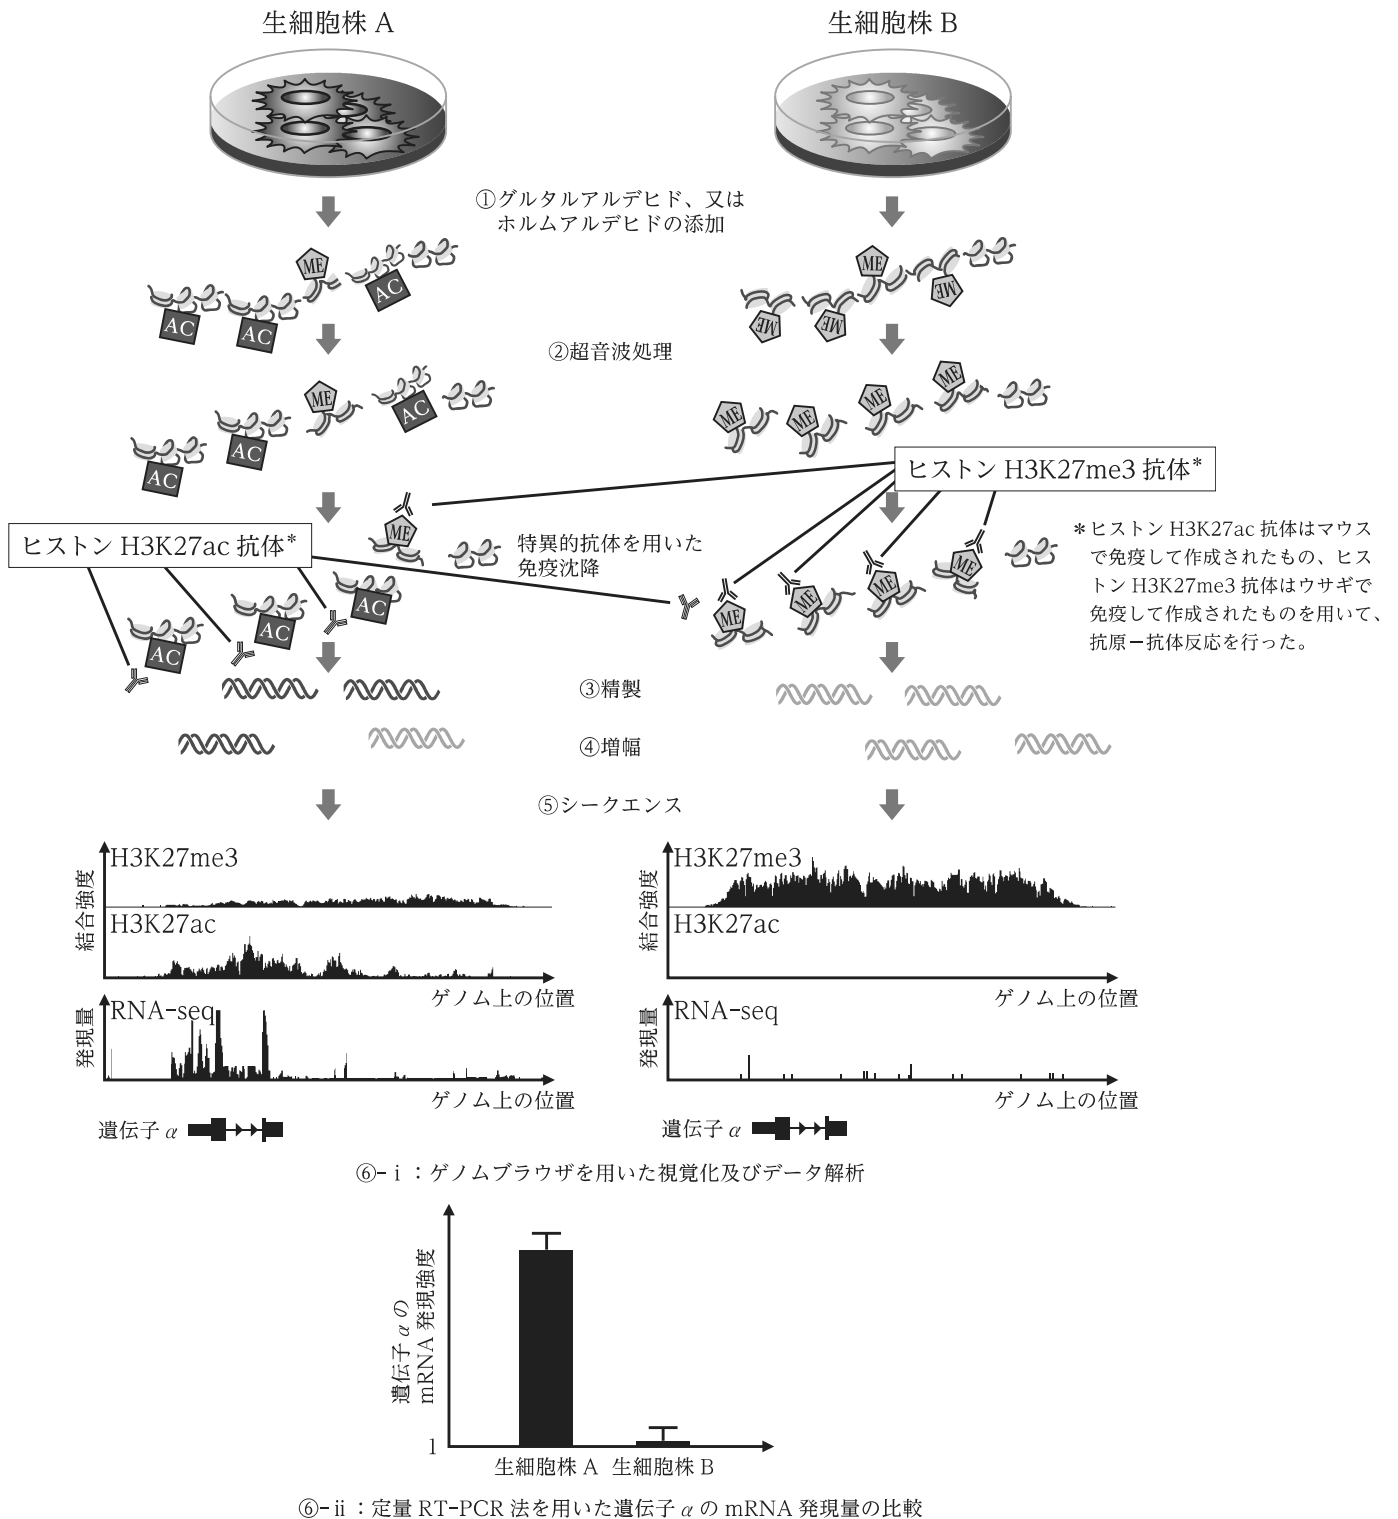 生細胞株 A
生細胞株 B
①グルタルアルデヒド、又は
ホルムアルデヒドの添加
ME
AC
AC
AC
ME
ME
ME
ME
②超音波処理
ME
AC
AC
AC
ME
ME
ME
ME
ヒストン H3K27me3 抗体*
ヒストン H3K27ac 抗体*
特異的抗体を用いた
免疫沈降
ME
AC
AC
AC
ME
ME
ME
ME
*ヒストン H3K27ac 抗体はマウス
で免疫して作成されたもの、ヒス
トン H3K27me3 抗体はウサギで
免疫して作成されたものを用いて、
抗原－抗体反応を行った。
③精製
④増幅
⑤シークエンス
H3K27me3
結合強度
H3K27ac
ゲノム上の位置
RNA-seq
発現量
ゲノム上の位置
遺伝子 α
H3K27me3
結合強度
H3K27ac
ゲノム上の位置
RNA-seq
発現量
ゲノム上の位置
遺伝子 α
⑥-ⅰ：ゲノムブラウザを用いた視覚化及びデータ解析
遺伝子 α の
mRNA 発現強度
1
生細胞株 A
生細胞株 B
⑥-ⅱ：定量 RT-PCR 法を用いた遺伝子 α の mRNA 発現量の比較